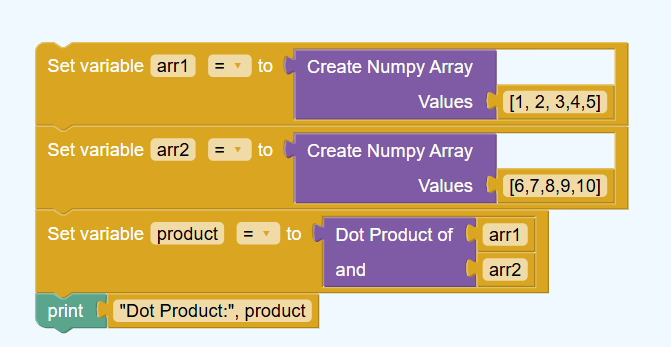 Set variable arr1 = to Create Numpy Array
Values [1, 2, 3,4,5]
Set variable arr2 = to Create Numpy Array
Values [6,7,8,9,10]
Set variable product = to Dot Product of arr1
and arr2
print "Dot Product:", product